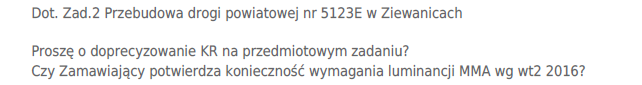 Dot. Zad.2 Przebudowa drogi powiatowej nr 5123E w Ziewanicach
Proszę o doprecyzowanie KR na przedmiotowym zadaniu?
Czy Zamawiający potwierdza konieczność wymagania luminancji MMA wg wt2 2016?